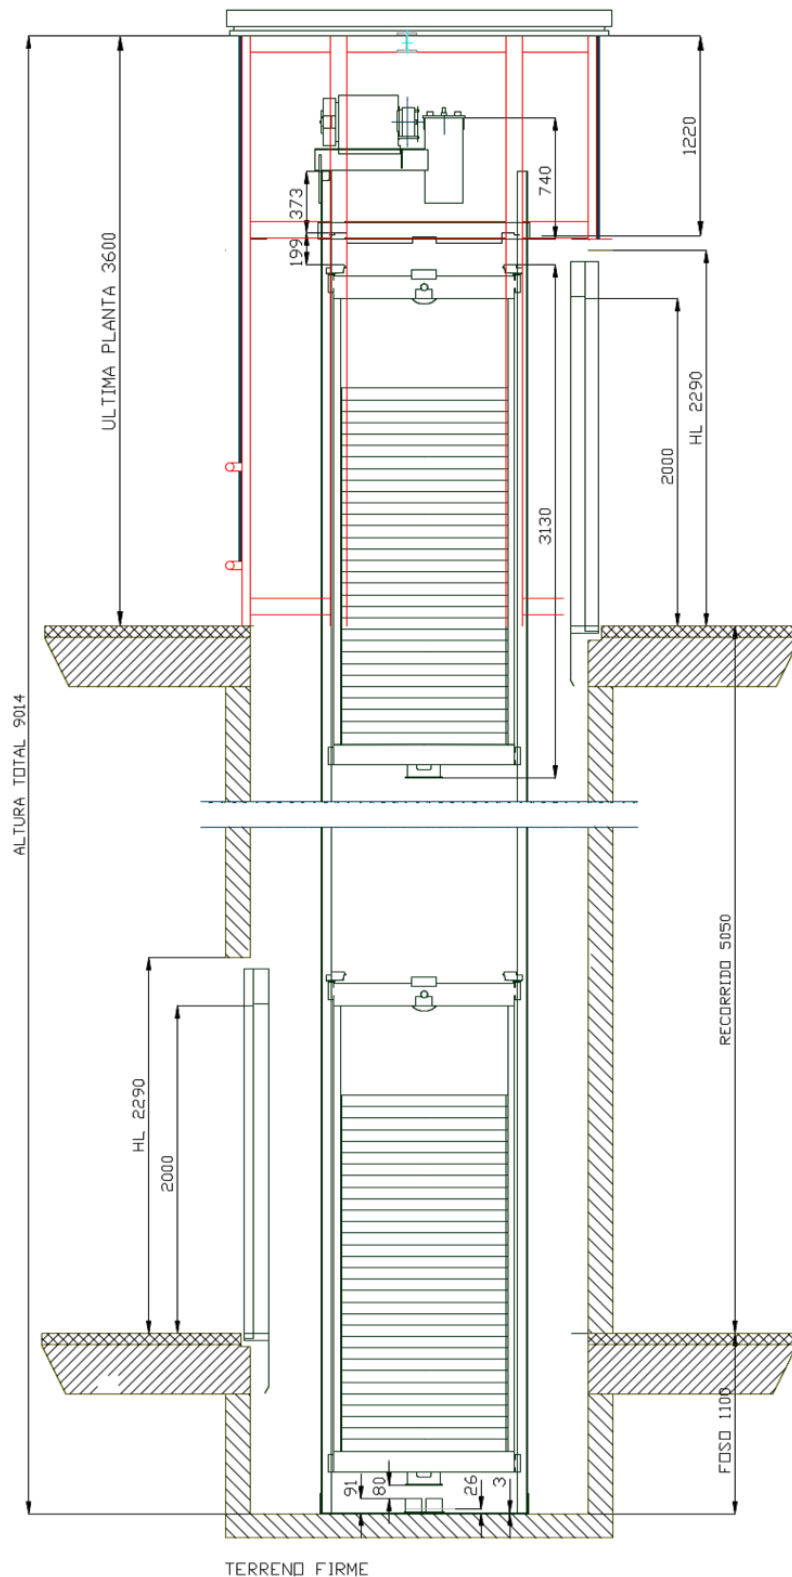 1220
740
373
199
ULTIMA PLANTA 3600
HL 2290
2000
3130
ALTURA TOTAL 9014
RECORRIDO 5050
HL 2290
2000
FOSO 1100
91
80
26
3
TERRENO FIRME